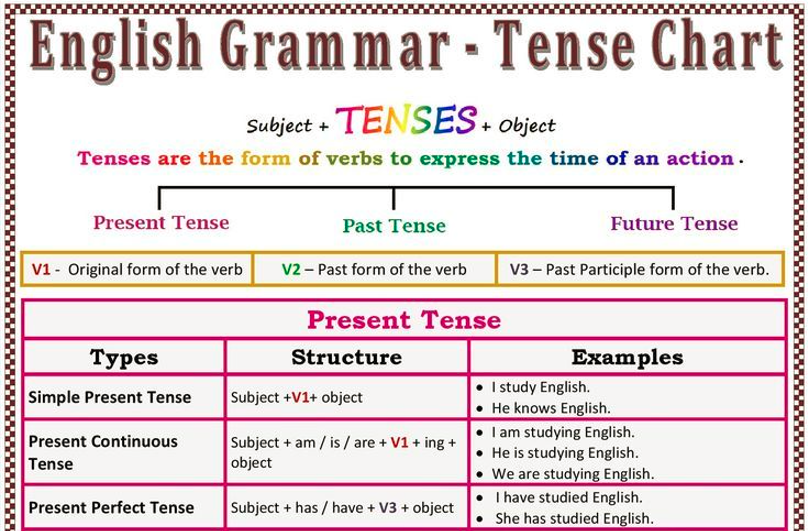 English Grammar - Tense Chart
Subject + TENSES + Object
Tenses are the form of verbs to express the time of an action .
Present Tense
Past Tense
Future Tense
V1 - Original form of the verb
V2 – Past form of the verb
V3 – Past Participle form of the verb.
Present Tense
Types
Structure
Examples
Simple Present Tense
Subject +V1+ object
• I study English.
• He knows English.
Present Continuous
Tense
Subject + am / is / are + V1 + ing +
object
• I am studying English.
• He is studying English.
• We are studying English.
Present Perfect Tense
Subject + has / have + V3 + object
• I have studied English.
• She has studied English.